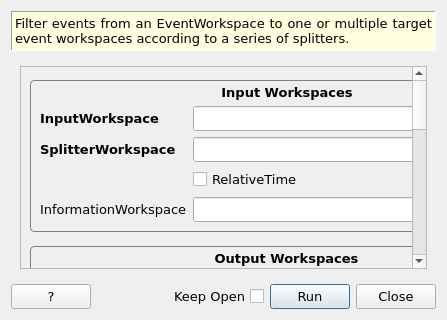 Filter events from an EventWorkspace to one or multiple target
event workspaces according to a series of splitters.
Input Workspaces
InputWorkspace
SplitterWorkspace
RelativeTime
InformationWorkspace
Output Workspaces
?
Keep Open
Run
Close